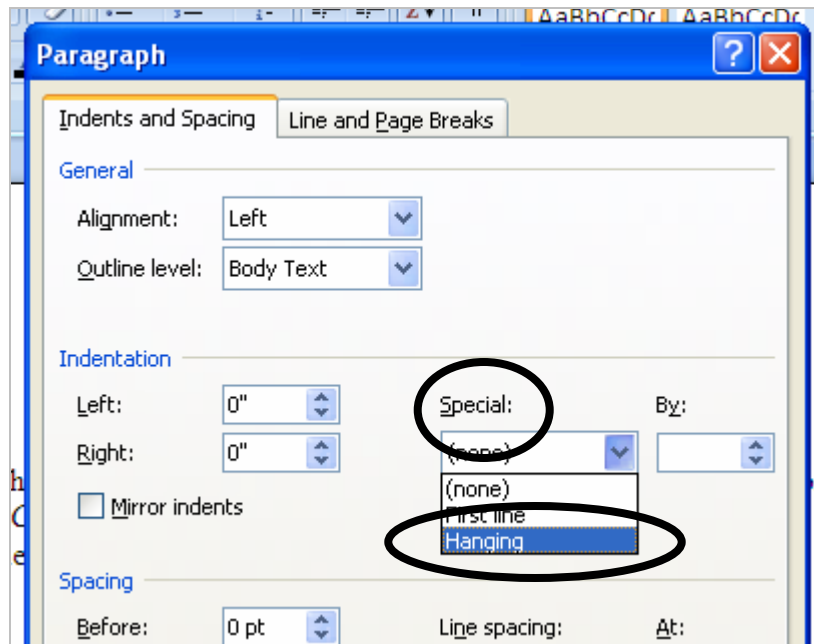 AaBbCcDc AaBbCcDc
Paragraph
Indents and Spacing Line and Page Breaks
General
Alignment: Left
Outline level: Body Text
Indentation
Left: 0" Special: By:
Right: 0" (none)
(none)
Mirror indents First line
Hanging
Spacing
Before: 0 pt Line spacing: At: